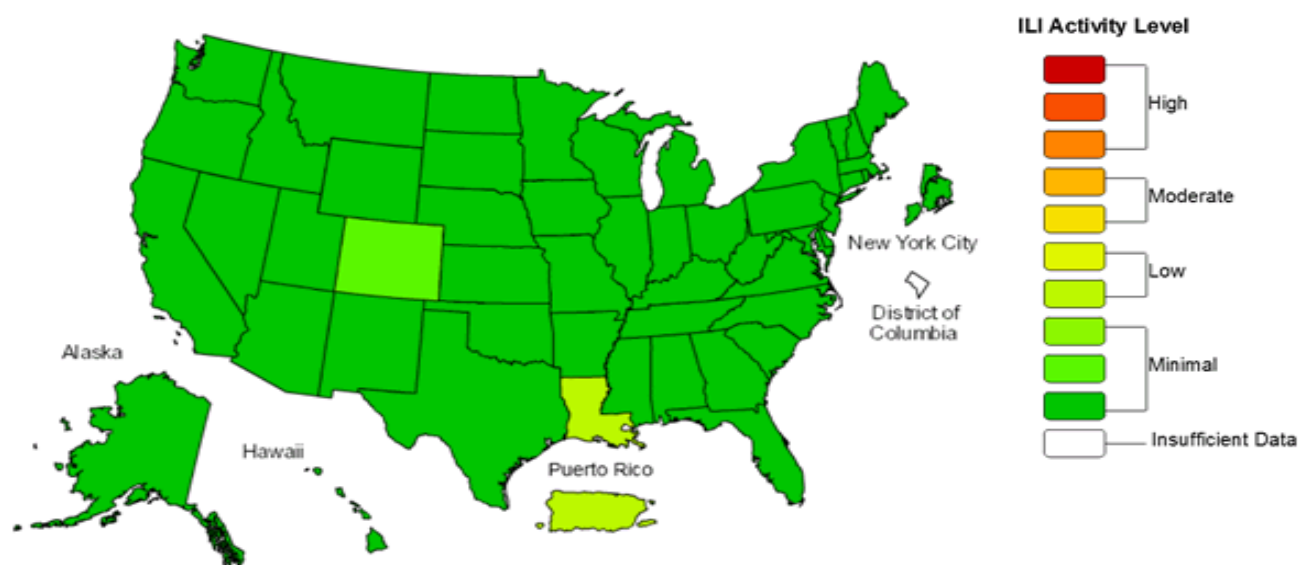 ILI Activity Level
High
Moderate
Low
Minimal
Insufficient Data
New York City
District of
Columbia
Alaska
Hawaii
Puerto Rico